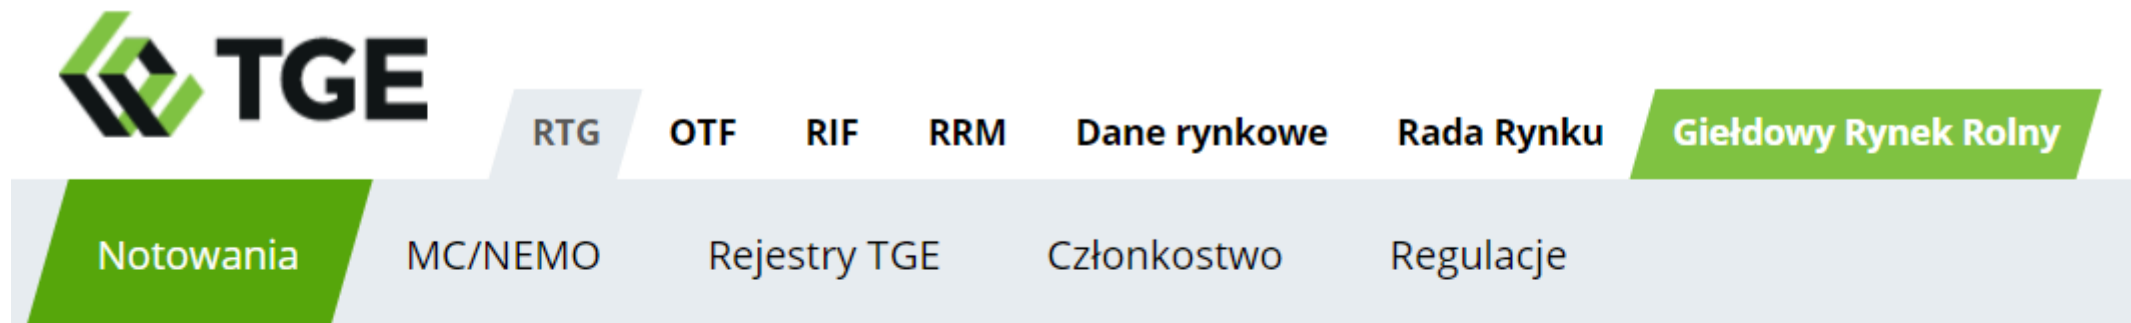 TGE
RTG OTF RIF RRM Dane rynkowe Rada Rynku Giełdowy Rynek Rolny
Notowania MC/NEMO Rejestry TGE Członkostwo Regulacje